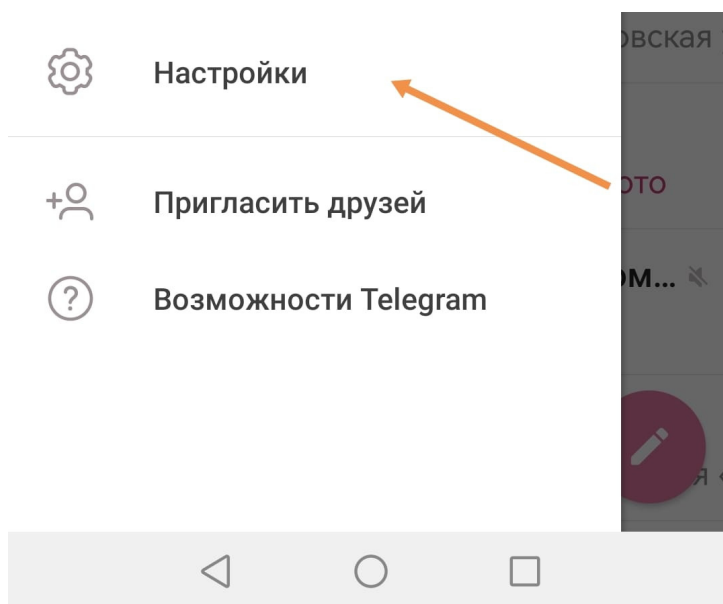 Настройки
Пригласить друзей
Возможности Telegram